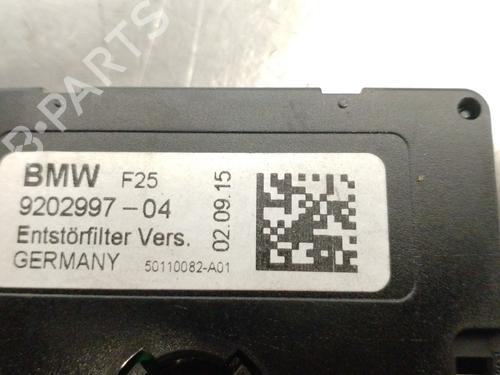 B-PARTS
BMW F25
9202997-04
Entstörfilter Vers.
GERMANY 50110082-A01
02.09.15